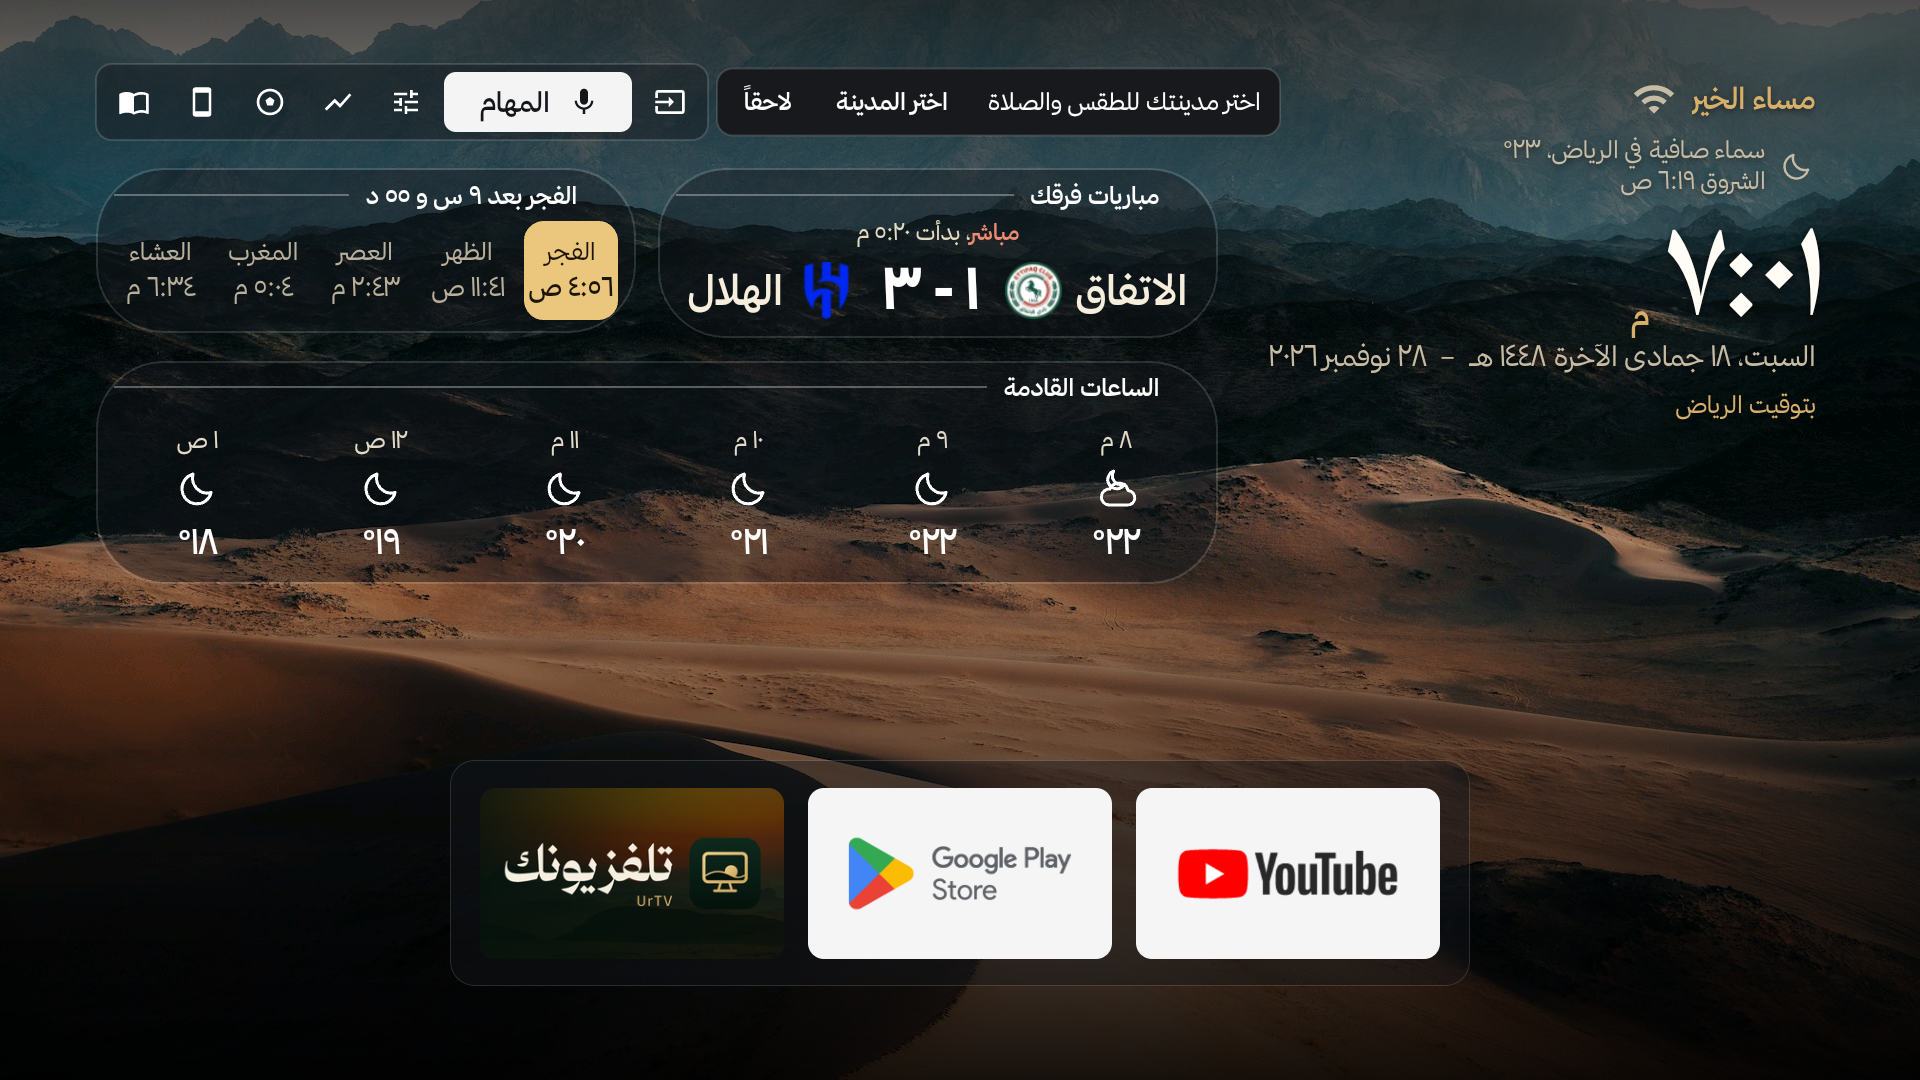 مساء الخير
سماء صافية في الرياض، ٢٣°
الشروق ٦:١٩ ص
٧:٠١ م
السبت، ١٨ جمادى الآخرة ١٤٤٨ هـ – ٢٨ نوفمبر ٢٠٢٦
بتوقيت الرياض
اختر مدينتك للطقس والصلاة اختر المدينة لاحقاً
المهام
مباريات فرقك
مباشر، بدأت ٥:٢٠ م
الاتفاق ١ - ٣ الهلال
ETTIFAQ CLUB
الفجر بعد ٩ س و ٥٥ د
الفجر الظهر العصر المغرب العشاء
٤:٥٦ ص ١١:٤١ ص ٢:٤٣ م ٥:٠٤ م ٦:٣٤ م
الساعات القادمة
٨ م ٩ م ١٠ م ١١ م ١٢ ص ١ ص
٢٢° ٢٢° ٢١° ٢٠° ١٩° ١٨°
YouTube
Google Play
Store
تلفزيونك
UrTV